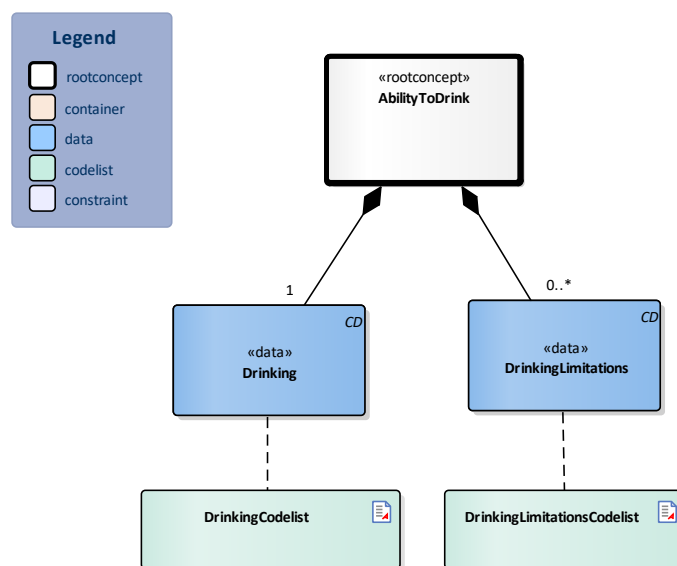 Legend
rootconcept
container
data
codelist
constraint
«rootconcept»
AbilityToDrink
1
0..*
CD
«data»
Drinking
CD
«data»
DrinkingLimitations
DrinkingCodelist
DrinkingLimitationsCodelist